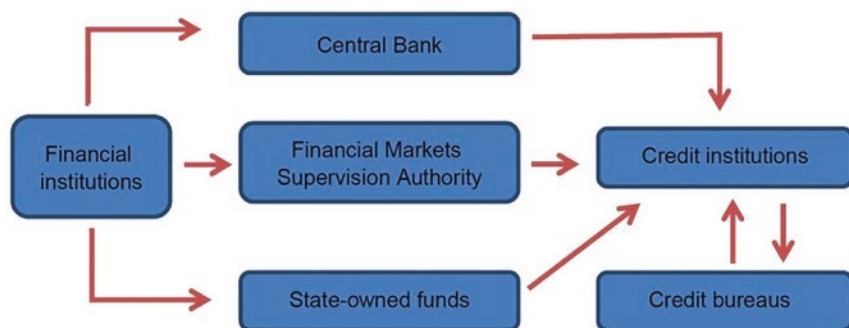 Central Bank
Financial
institutions
Financial Markets
Supervision Authority
Credit institutions
State-owned funds
Credit bureaus